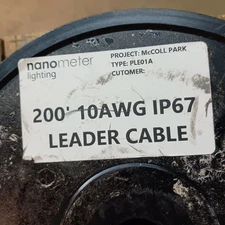 nanometer
lighting
PROJECT: McCOLL PARK
TYPE: PLE01A
CUTOMER:
200' 10AWG IP67
LEADER CABLE